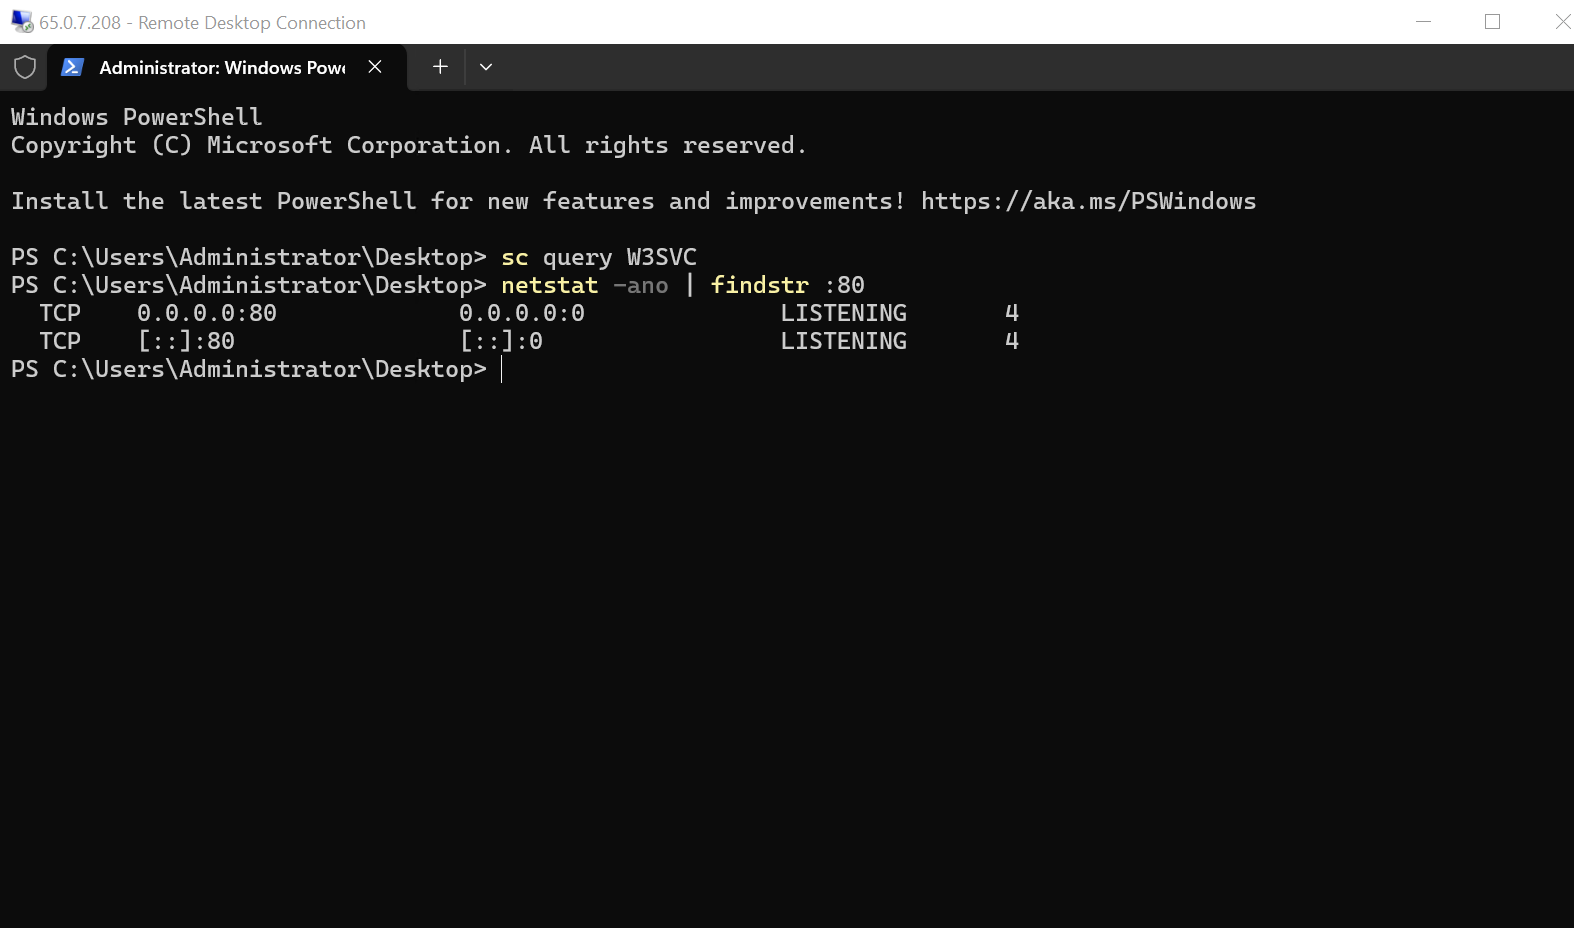 65.0.7.208 - Remote Desktop Connection
Administrator: Windows Powe
Windows PowerShell
Copyright (C) Microsoft Corporation. All rights reserved.
Install the latest PowerShell for new features and improvements! https://aka.ms/PSWindows
PS C:\Users\Administrator\Desktop> sc query W3SVC
PS C:\Users\Administrator\Desktop> netstat -ano | findstr :80
  TCP    0.0.0.0:80             0.0.0.0:0              LISTENING       4
  TCP    [::]:80                [::]:0                 LISTENING       4
PS C:\Users\Administrator\Desktop>